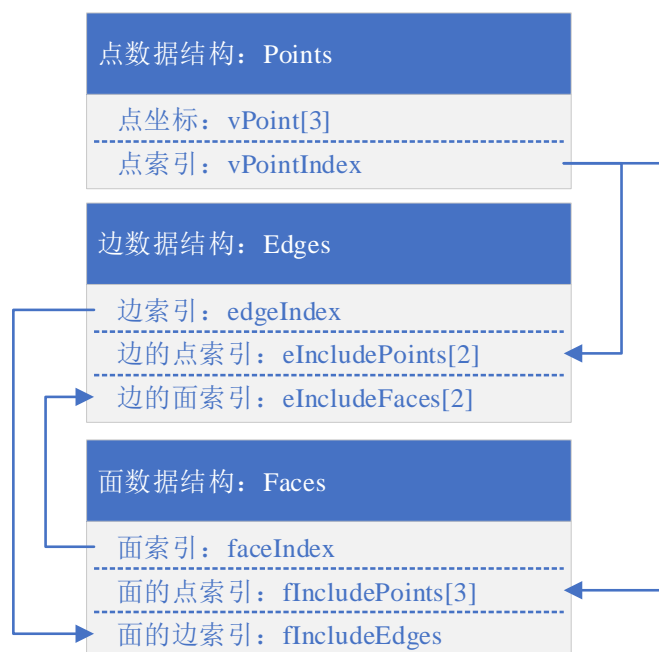 点数据结构：Points
点坐标：vPoint[3]
点索引：vPointIndex
边数据结构：Edges
边索引：edgeIndex
边的点索引：eIncludePoints[2]
边的面索引：eIncludeFaces[2]
面数据结构：Faces
面索引：faceIndex
面的点索引：fIncludePoints[3]
面的边索引：fIncludeEdges